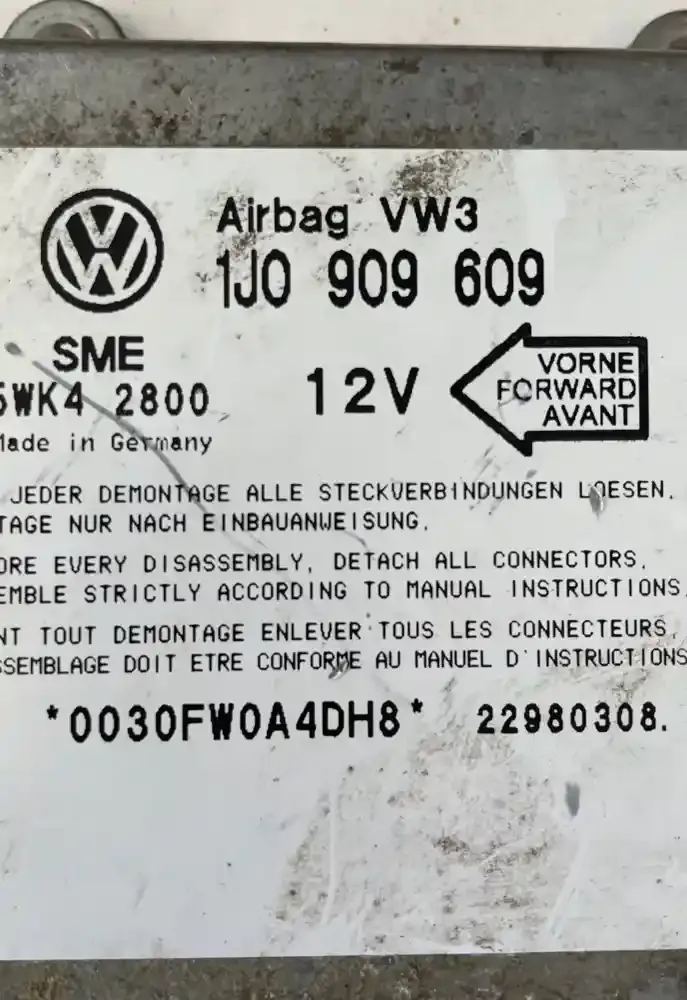 Airbag VW3
1J0 909 609
SME
5WK4 2800
12V
VORNE
FORWARD
AVANT
Made in Germany
JEDER DEMONTAGE ALLE STECKVERBINDUNGEN LOESEN.
TAGE NUR NACH EINBAUANWEISUNG.
ORE EVERY DISASSEMBLY, DETACH ALL CONNECTORS,
EMBLE STRICTLY ACCORDING TO MANUAL INSTRUCTIONS.
NT TOUT DEMONTAGE ENLEVER TOUS LES CONNECTEURS,
SSEMBLAGE DOIT ETRE CONFORME AU MANUEL D'INSTRUCTIONS
*0030FW0A4DH8* 22980308.